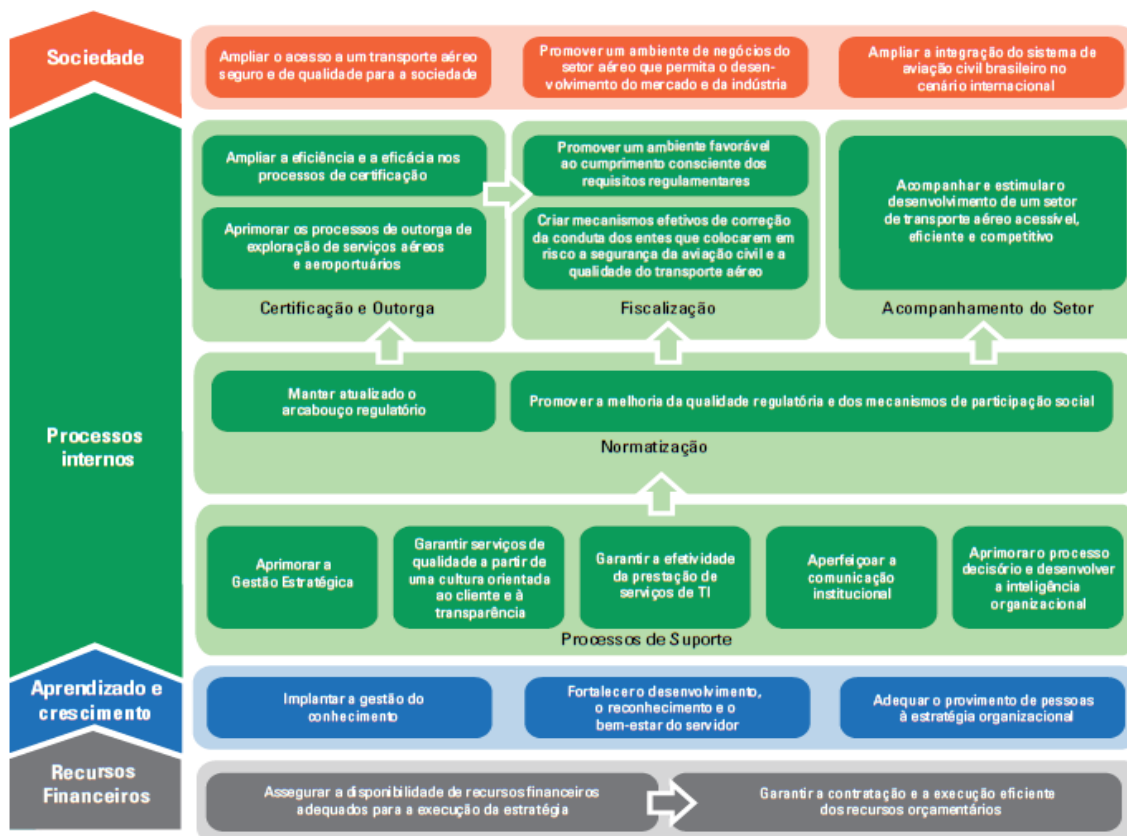 Sociedade
Ampliar o acesso a um transporte aéreo
seguro e de qualidade para a sociedade
Promover um ambiente de negócios do
setor aéreo que permita o desen-
volvimento do mercado e da indústria
Ampliar a integração do sistema de
aviação civil brasileiro no
cenário internacional
Processos
internos
Ampliar a eficiência e a eficácia nos
processos de certificação
Aprimorar os processos de outorga de
exploração de serviços aéreos
e aeroportuários
Certificação e Outorga
Promover um ambiente favorável
ao cumprimento consciente dos
requisitos regulamentares
Criar mecanismos efetivos de correção
da conduta dos entes que colocarem em
risco a segurança da aviação civil e a
qualidade do transporte aéreo
Fiscalização
Acompanhar e estimular o
desenvolvimento de um setor
de transporte aéreo acessível,
eficiente e competitivo
Acompanhamento do Setor
Manter atualizado o
arcabouço regulatório
Promover a melhoria da qualidade regulatória e dos mecanismos de participação social
Normatização
Aprimorar a
Gestão Estratégica
Garantir serviços de
qualidade a partir de
uma cultura orientada
ao cliente e à
transparência
Garantir a efetividade
da prestação de
serviços de TI
Aperfeiçoar a
comunicação
institucional
Aprimorar o processo
decisório e desenvolver
a inteligência
organizacional
Processos de Suporte
Aprendizado e
crescimento
Implantar a gestão do
conhecimento
Fortalecer o desenvolvimento,
o reconhecimento e o
bem-estar do servidor
Adequar o provimento de pessoas
à estratégia organizacional
Recursos
Financeiros
Assegurar a disponibilidade de recursos financeiros
adequados para a execução da estratégia
Garantir a contratação e a execução eficiente
dos recursos orçamentários